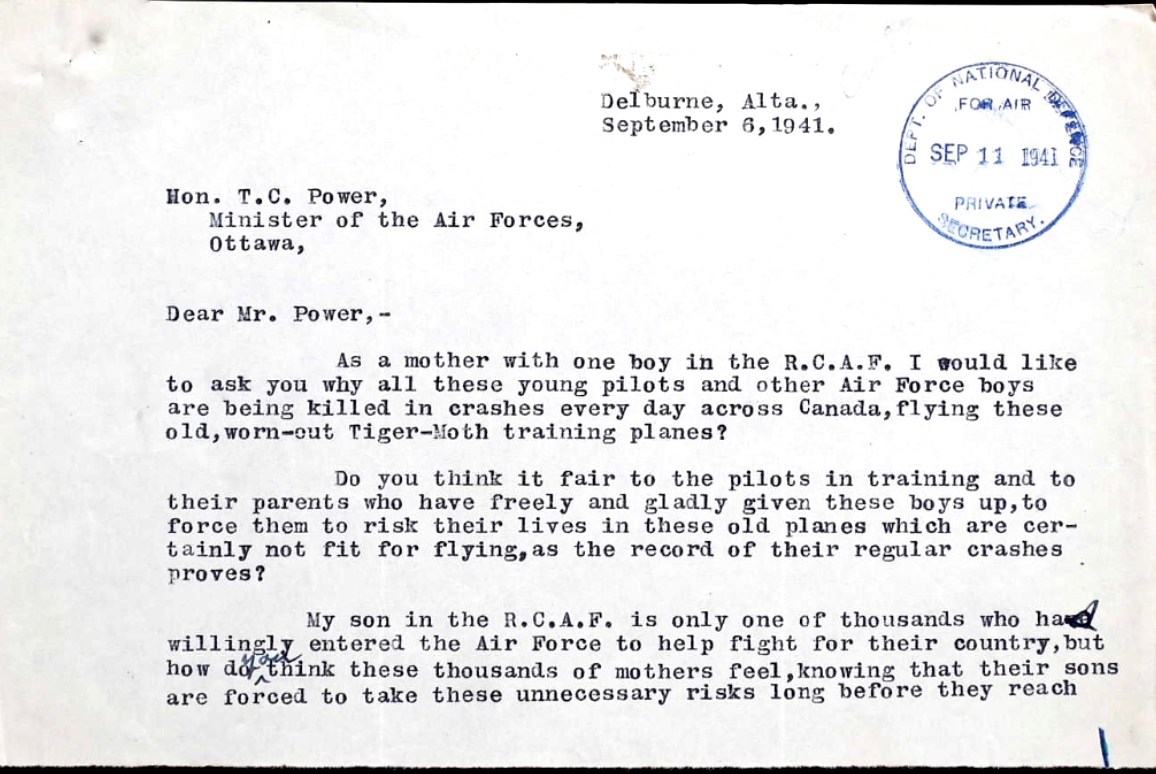 Delburne, Alta.,
September 6,1941.
DEPT. OF NATIONAL DEFENCE
FOR AIR
SEP 11 1941
PRIVATE
SECRETARY.
Hon. T.C. Power,
Minister of the Air Forces,
Ottawa,
Dear Mr. Power,-
As a mother with one boy in the R.C.A.F. I would like
to ask you why all these young pilots and other Air Force boys
are being killed in crashes every day across Canada,flying these
old,worn-out Tiger-Moth training planes?
Do you think it fair to the pilots in training and to
their parents who have freely and gladly given these boys up,to
force them to risk their lives in these old planes which are cer-
tainly not fit for flying,as the record of their regular crashes
proves?
My son in the R.C.A.F. is only one of thousands who have
willingly entered the Air Force to help fight for their country,but
how do you think these thousands of mothers feel,knowing that their sons
are forced to take these unnecessary risks long before they reach